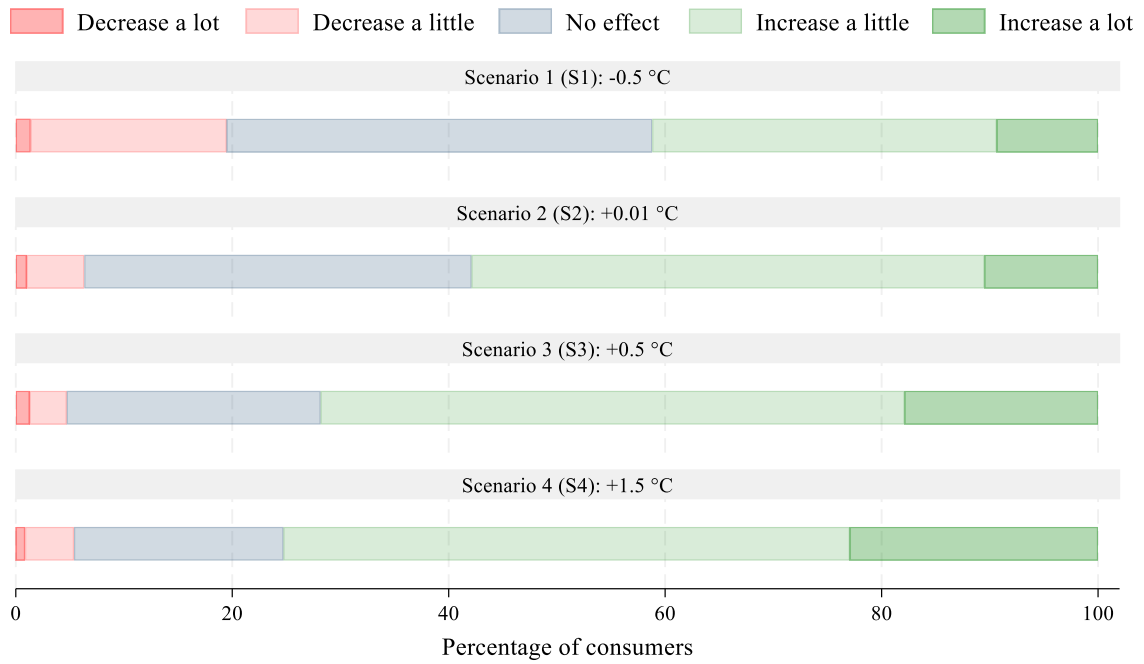 Decrease a lot Decrease a little No effect Increase a little Increase a lot
Scenario 1 (S1): -0.5 °C
Scenario 2 (S2): +0.01 °C
Scenario 3 (S3): +0.5 °C
Scenario 4 (S4): +1.5 °C
0 20 40 60 80 100
Percentage of consumers